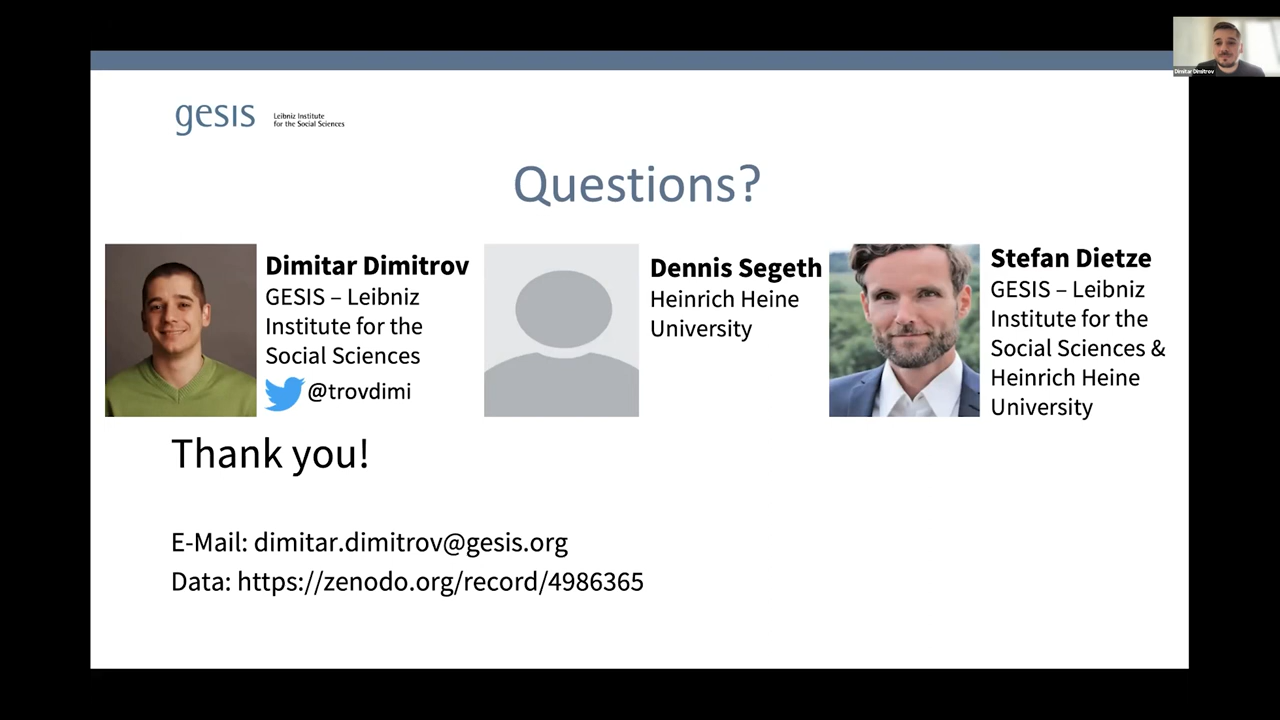 Dimitar Dimitrov
gesis
Leibniz Institute
for the Social Sciences
Questions?
Dimitar Dimitrov
GESIS – Leibniz
Institute for the
Social Sciences
@trovdimi
Dennis Segeth
Heinrich Heine
University
Stefan Dietze
GESIS – Leibniz
Institute for the
Social Sciences &
Heinrich Heine
University
Thank you!
E-Mail: dimitar.dimitrov@gesis.org
Data: https://zenodo.org/record/4986365